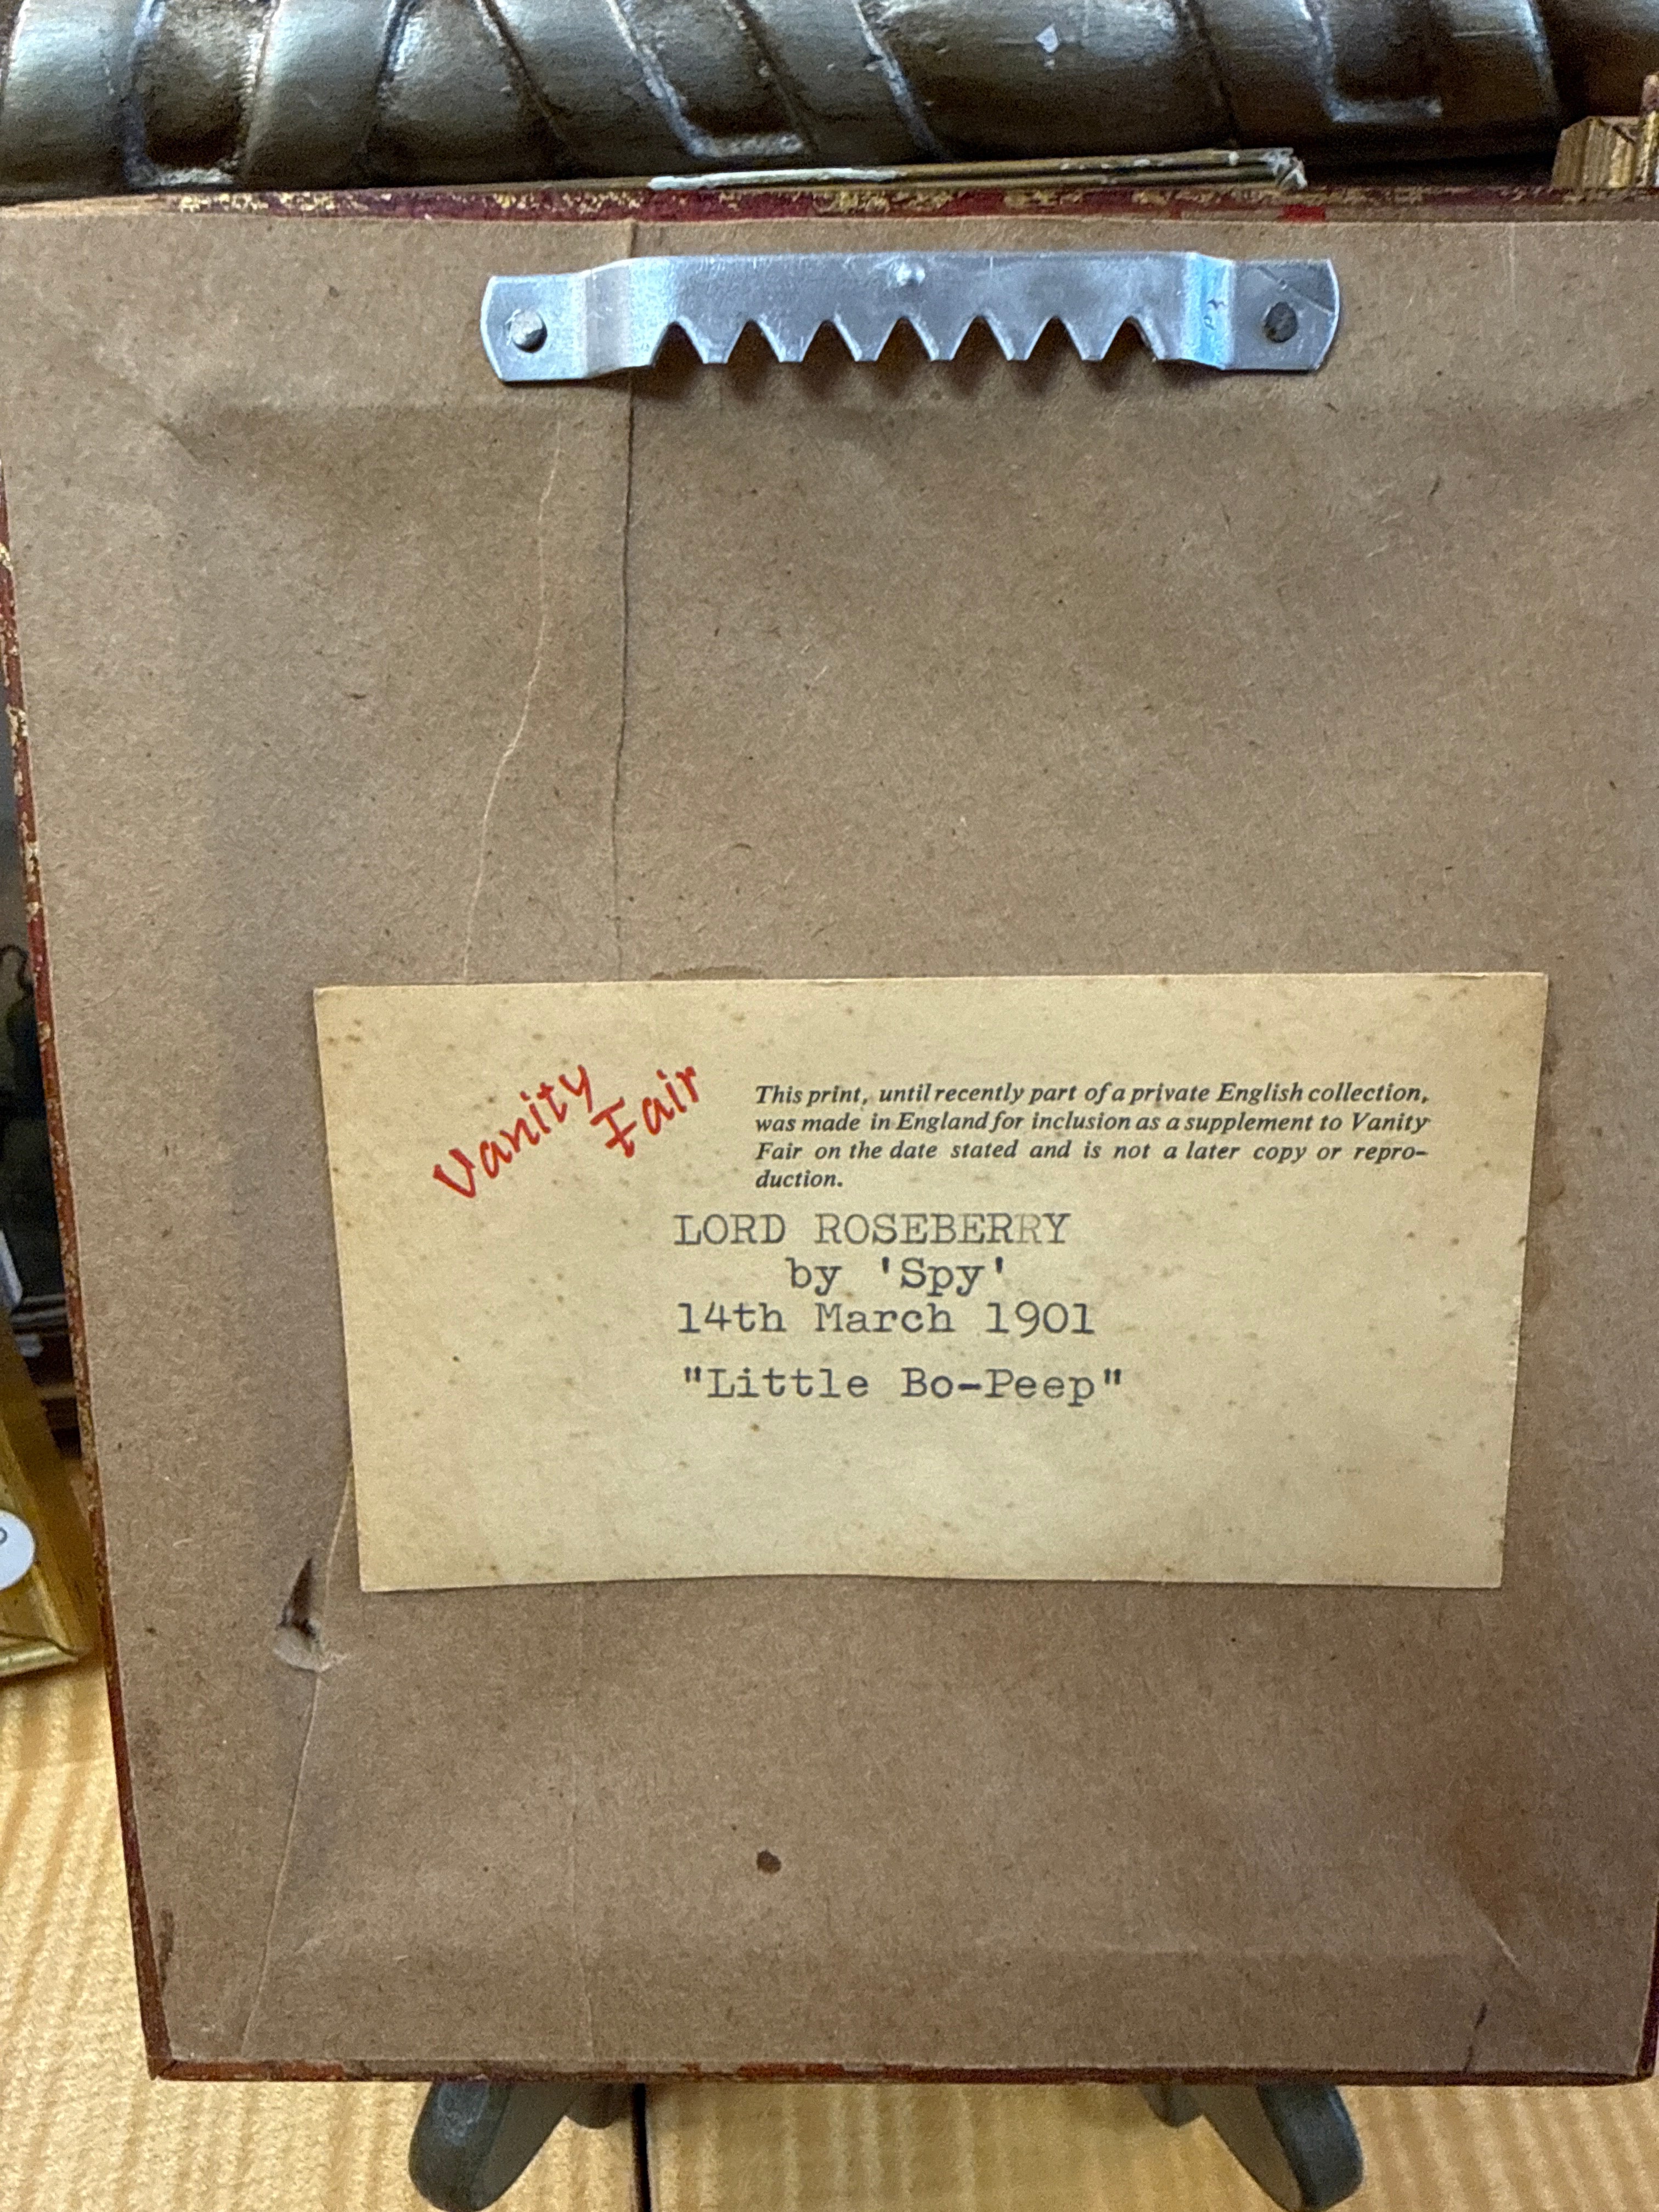 Vanity
Fair
This print, until recently part of a private English collection,
was made in England for inclusion as a supplement to Vanity
Fair on the date stated and is not a later copy or repro-
duction.
LORD ROSEBERRY
by 'Spy'
14th March 1901
"Little Bo-Peep"